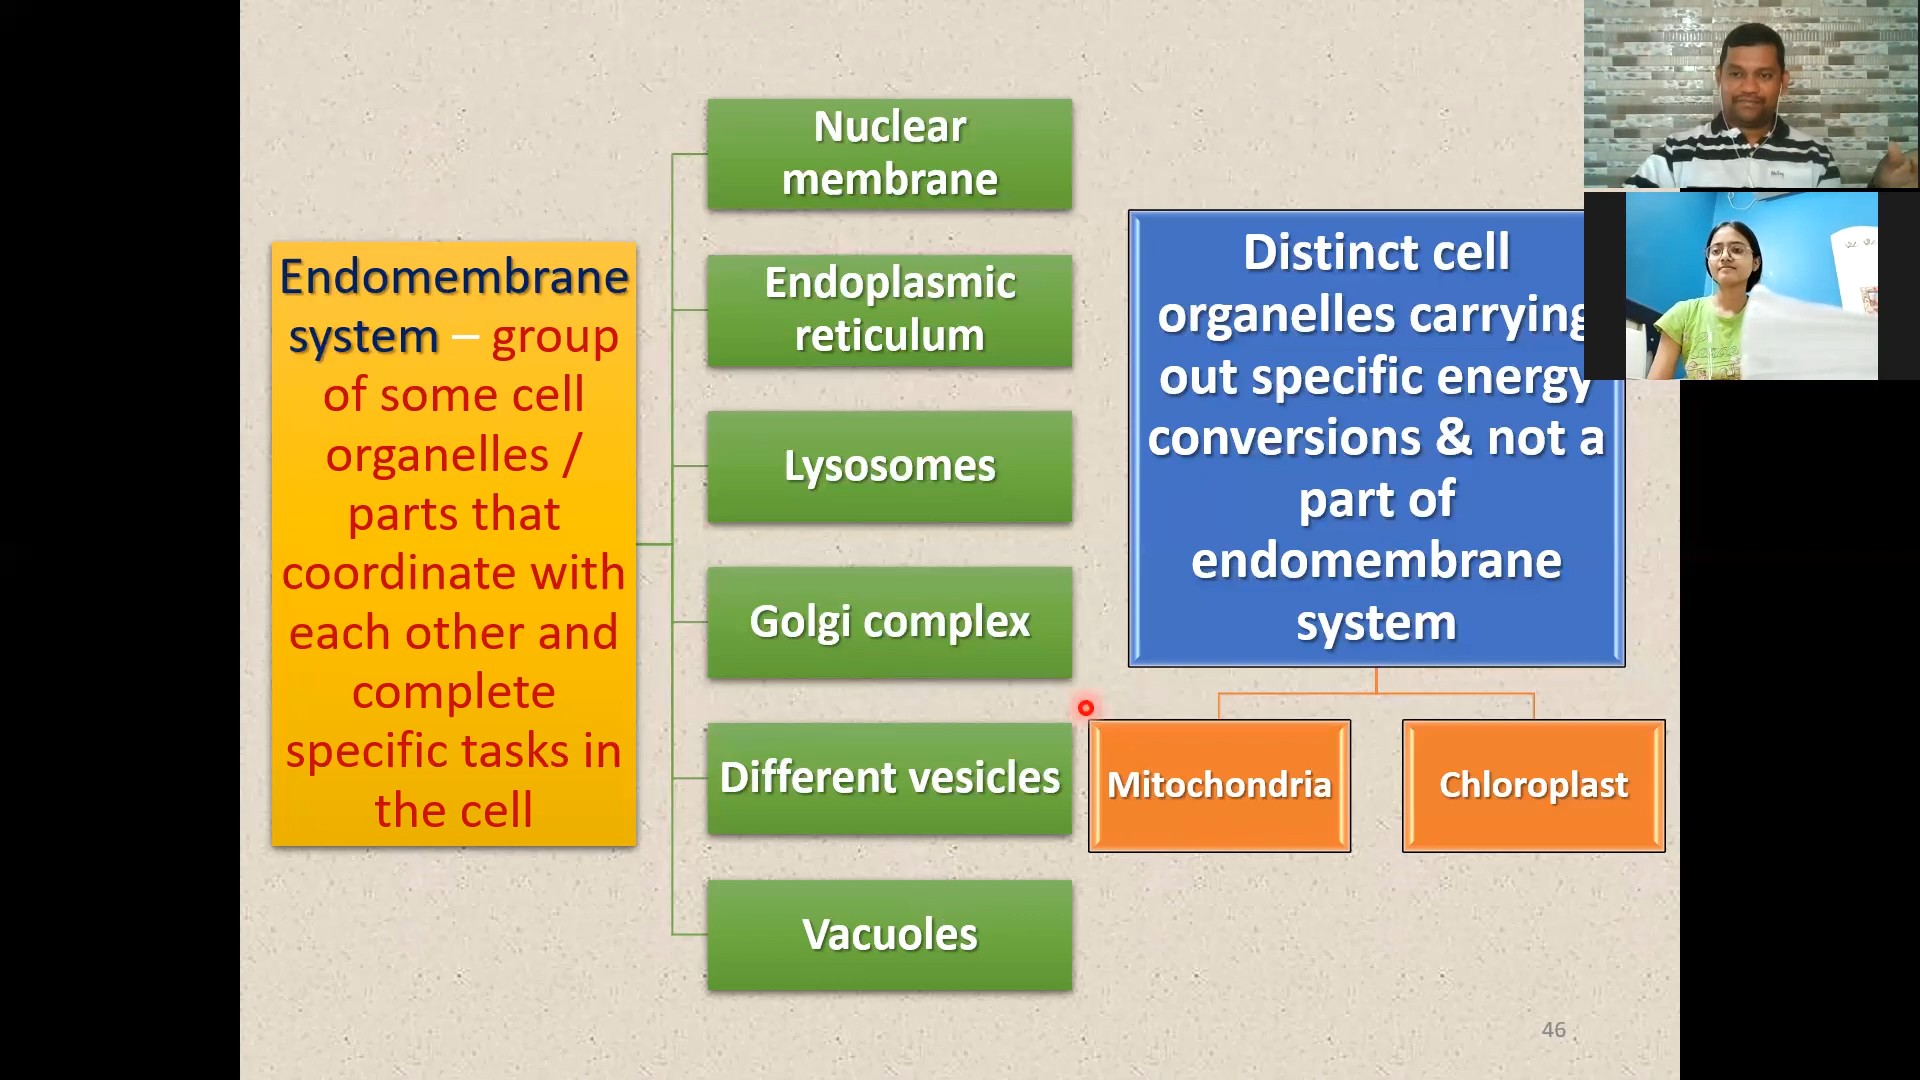 Endomembrane
system – group
of some cell
organelles /
parts that
coordinate with
each other and
complete
specific tasks in
the cell
Nuclear
membrane
Endoplasmic
reticulum
Lysosomes
Golgi complex
Different vesicles
Vacuoles
Distinct cell
organelles carrying
out specific energy
conversions & not a
part of
endomembrane
system
Mitochondria
Chloroplast
46